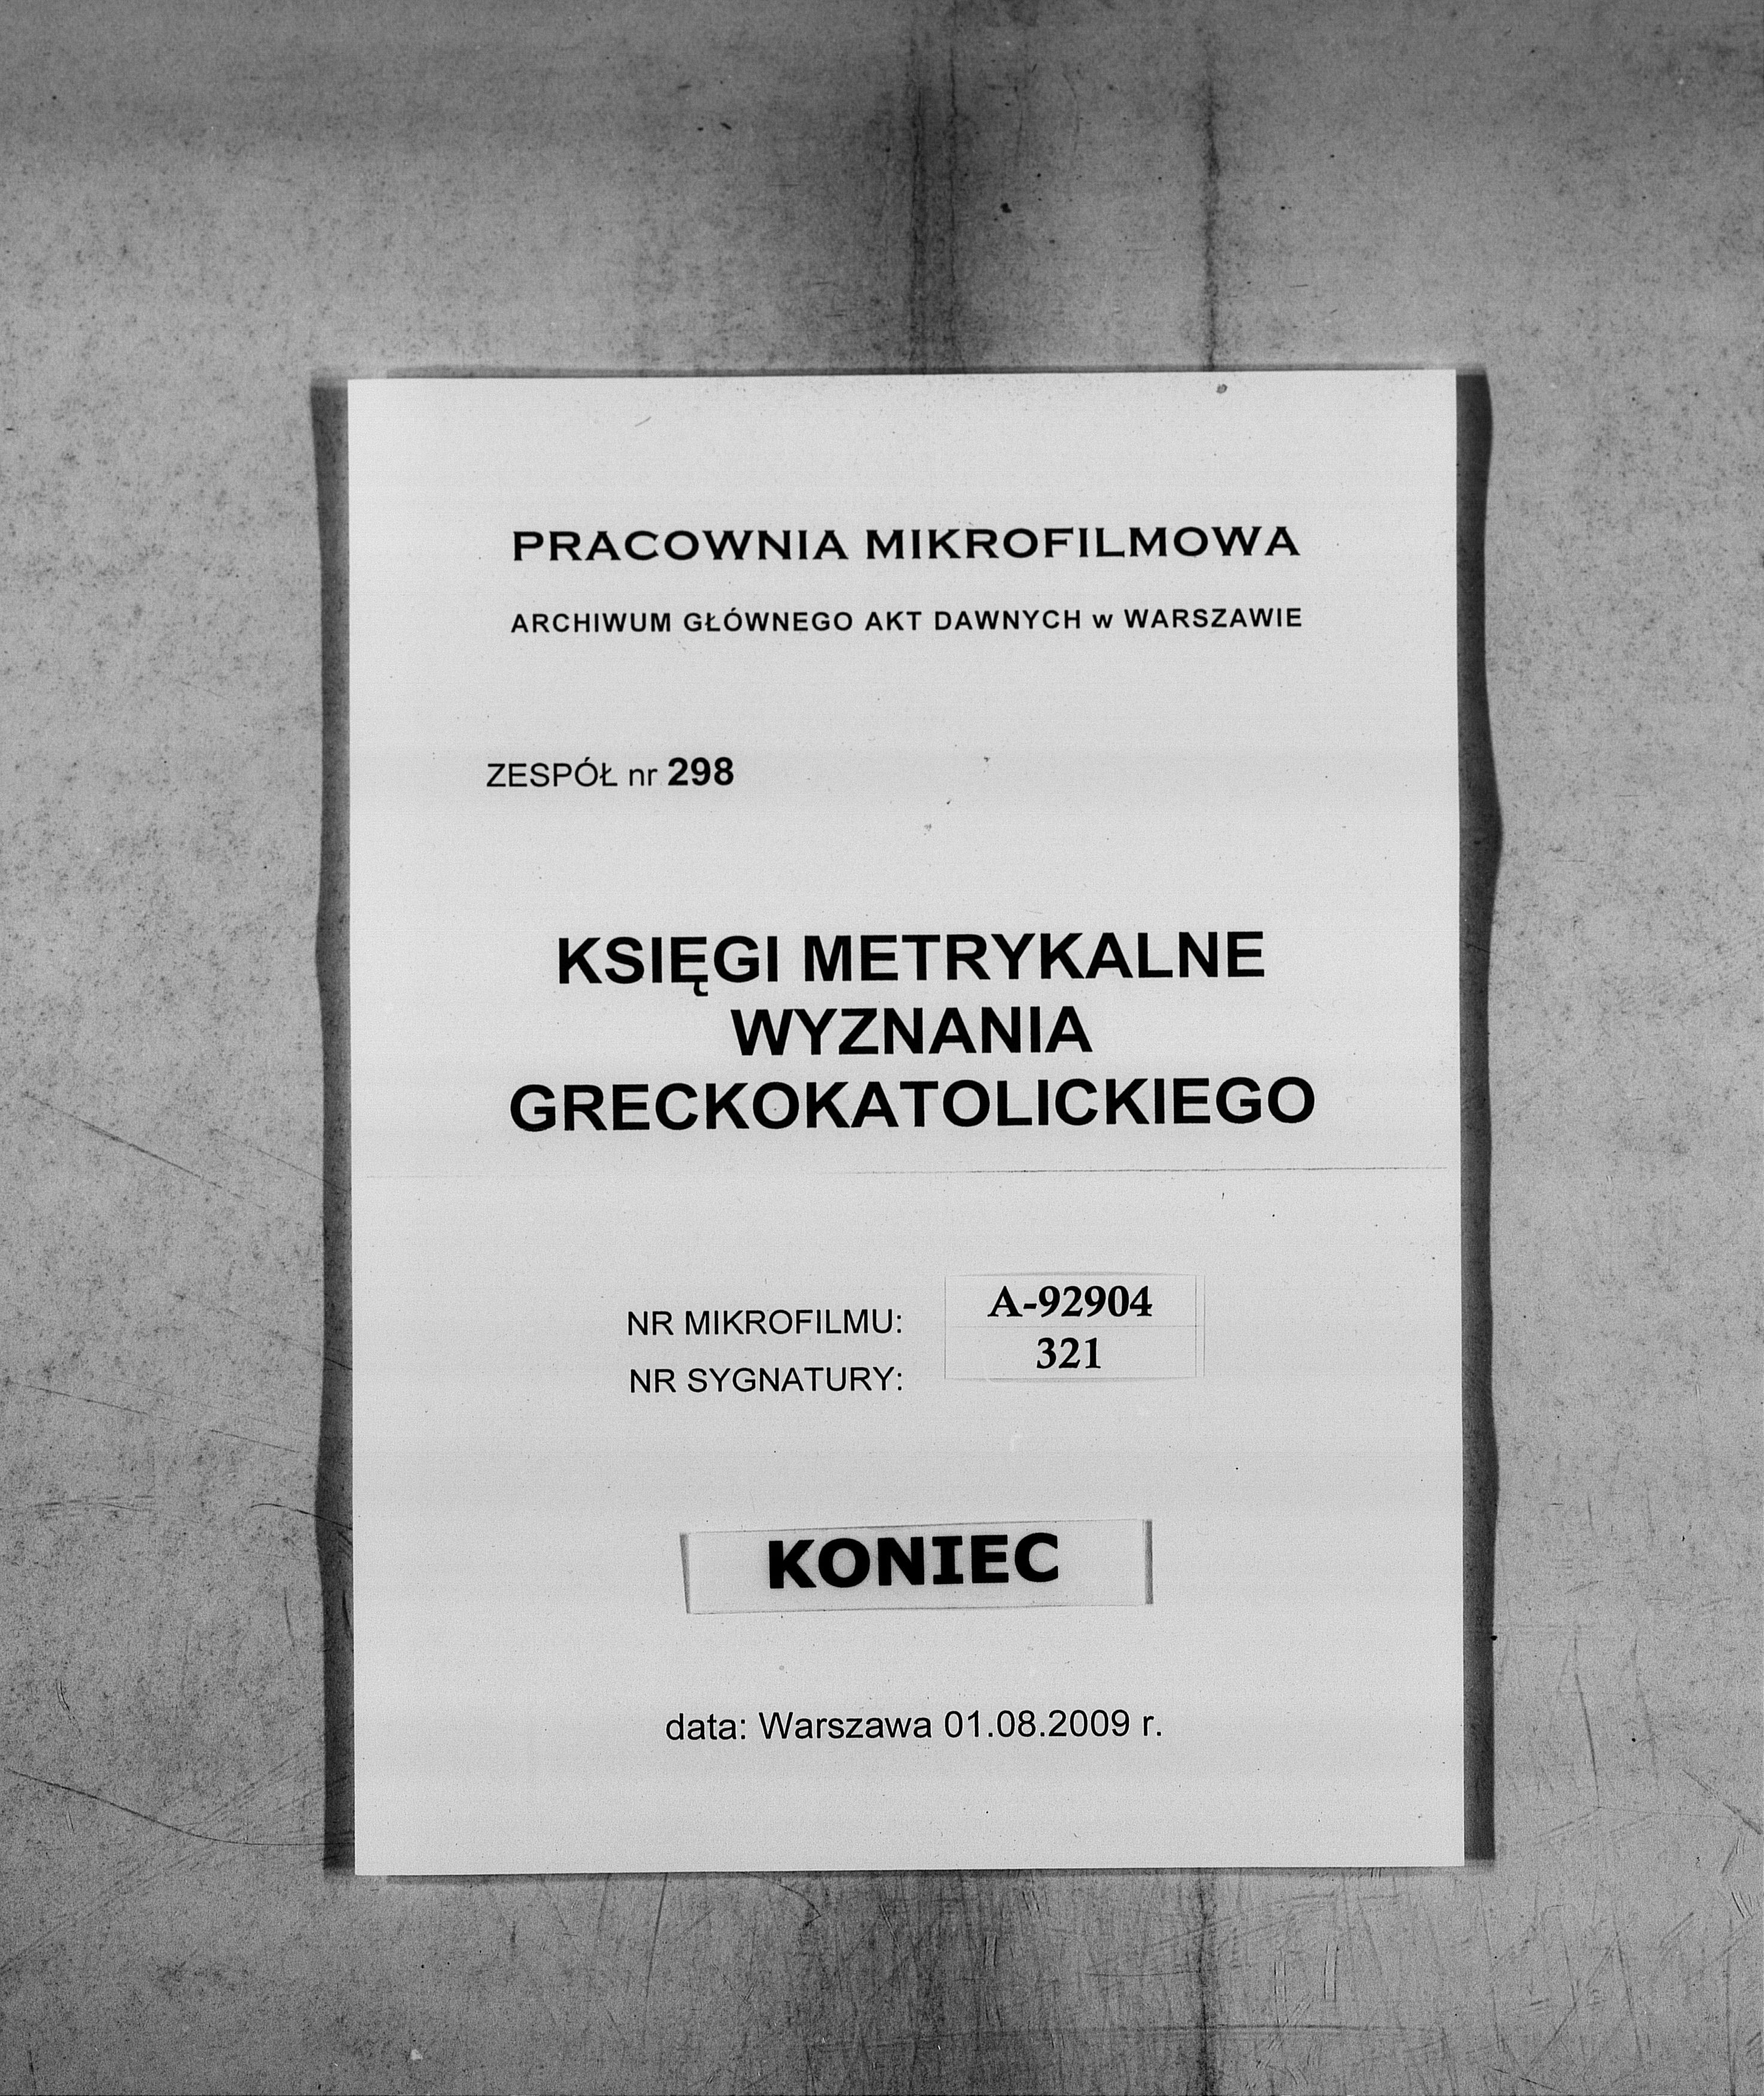 PRACOWNIA MIKROFILMOWA
ARCHIWUM GŁÓWNEGO AKT DAWNYCH w WARSZAWIE
ZESPÓŁ nr 298
KSIĘGI METRYKALNE
WYZNANIA
GRECKOKATOLICKIEGO
NR MIKROFILMU: A-92904
NR SYGNATURY: 321
KONIEC
data: Warszawa 01.08.2009 r.